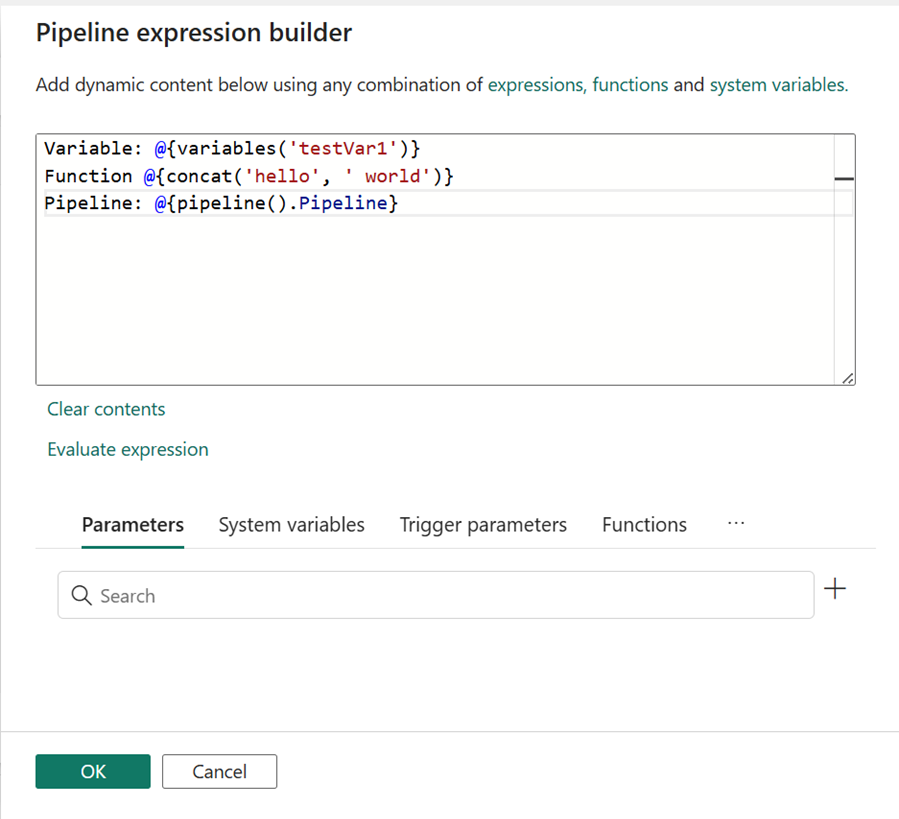 Pipeline expression builder
Add dynamic content below using any combination of expressions, functions and system variables.
Variable: @{variables('testVar1')}
Function @{concat('hello', ' world')}
Pipeline: @{pipeline().Pipeline}
Clear contents
Evaluate expression
Parameters System variables Trigger parameters Functions ...
Search
OK Cancel